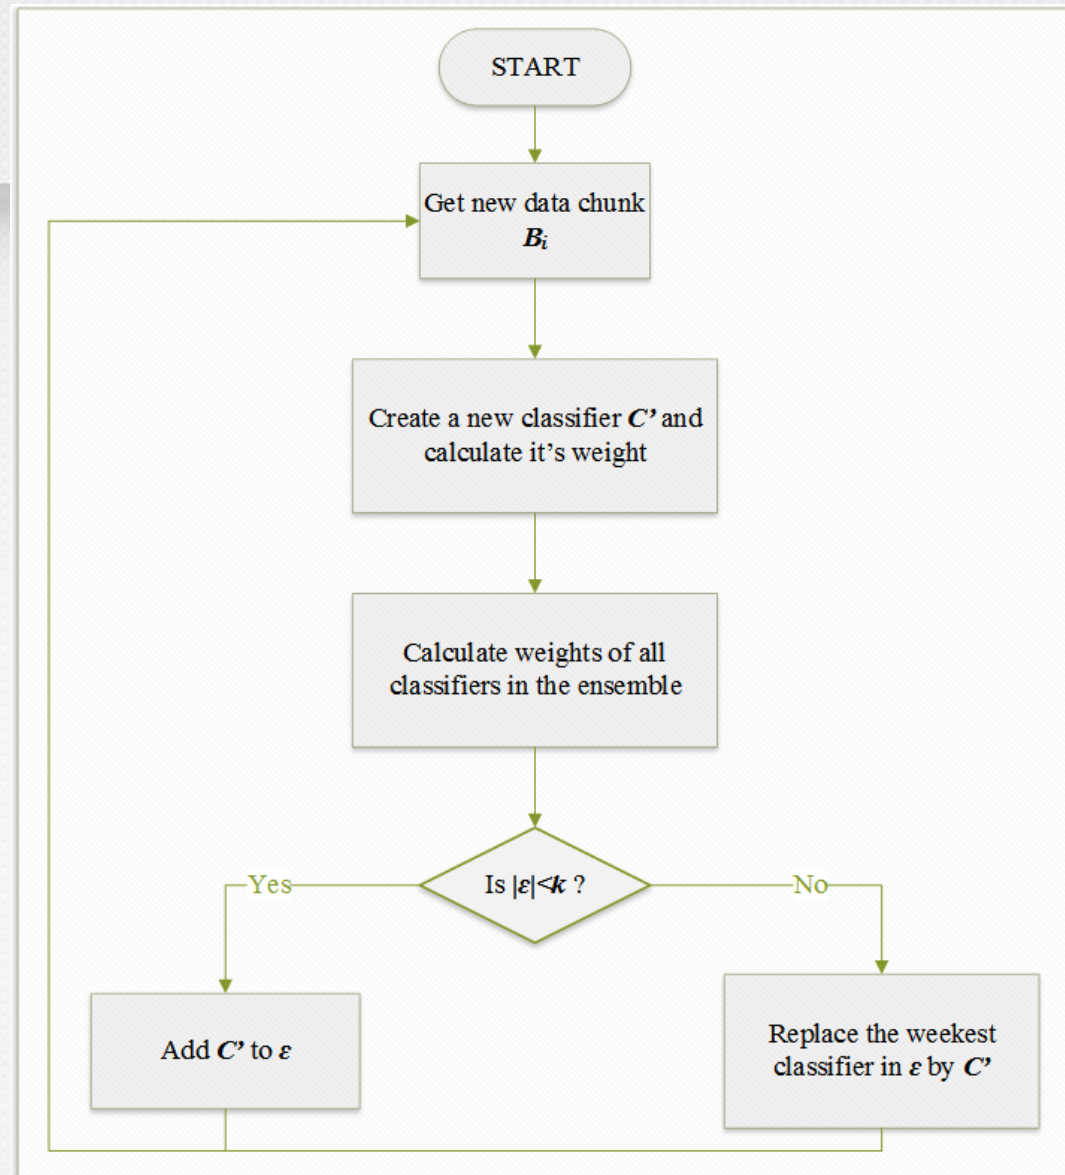 START
Get new data chunk
Bi
Create a new classifier C’ and
calculate it’s weight
Calculate weights of all
classifiers in the ensemble
Is |ε|<k ?
Yes
No
Add C’ to ε
Replace the weekest
classifier in ε by C’